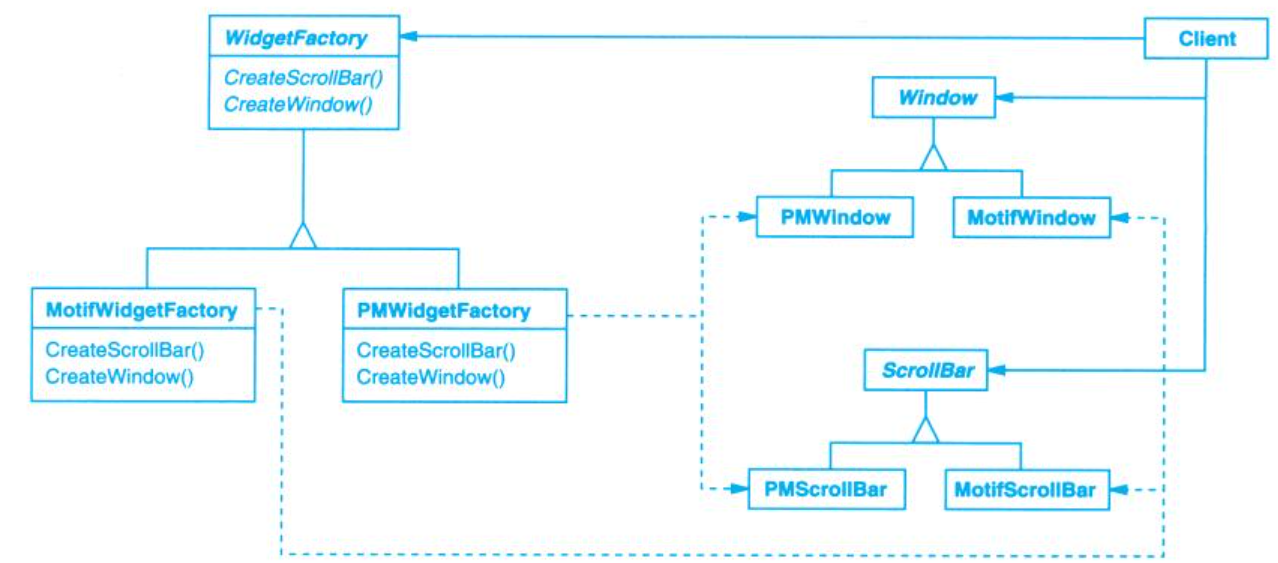 WidgetFactory
CreateScrollBar()
CreateWindow()
Client
Window
PMWindow
MotifWindow
MotifWidgetFactory
CreateScrollBar()
CreateWindow()
PMWidgetFactory
CreateScrollBar()
CreateWindow()
ScrollBar
PMScrollBar
MotifScrollBar